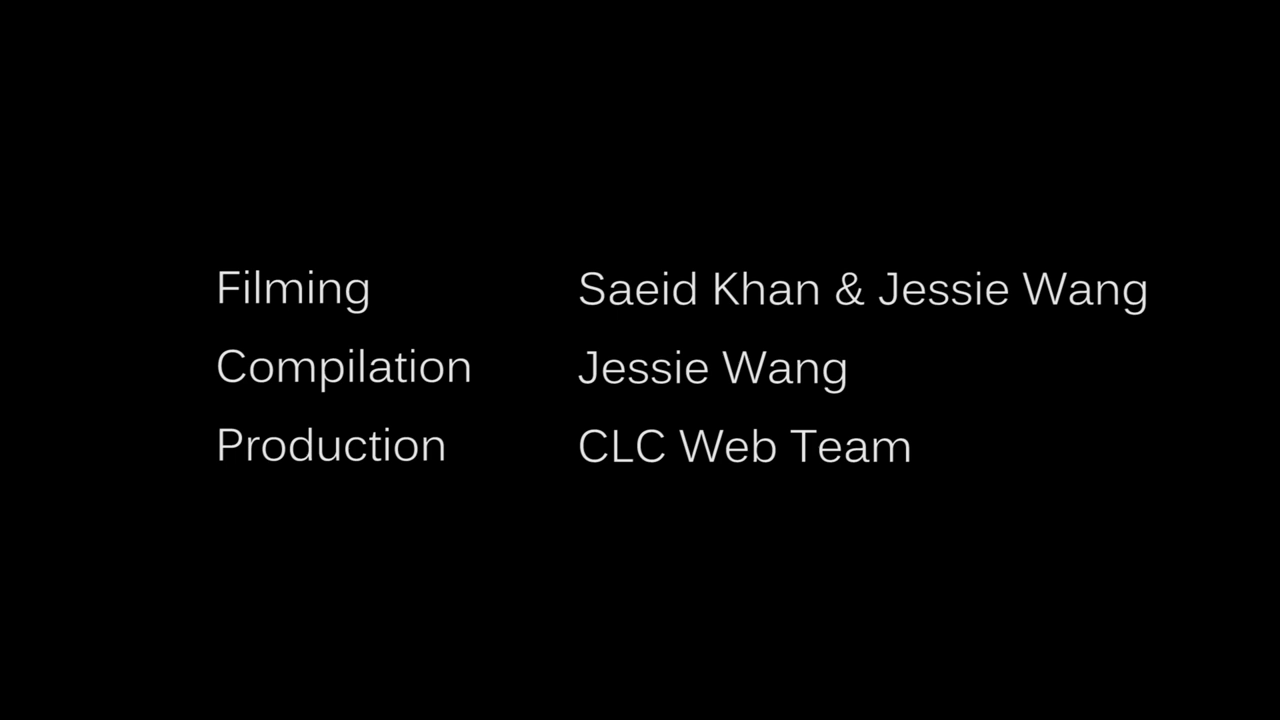 Filming Saeid Khan & Jessie Wang
Compilation Jessie Wang
Production CLC Web Team